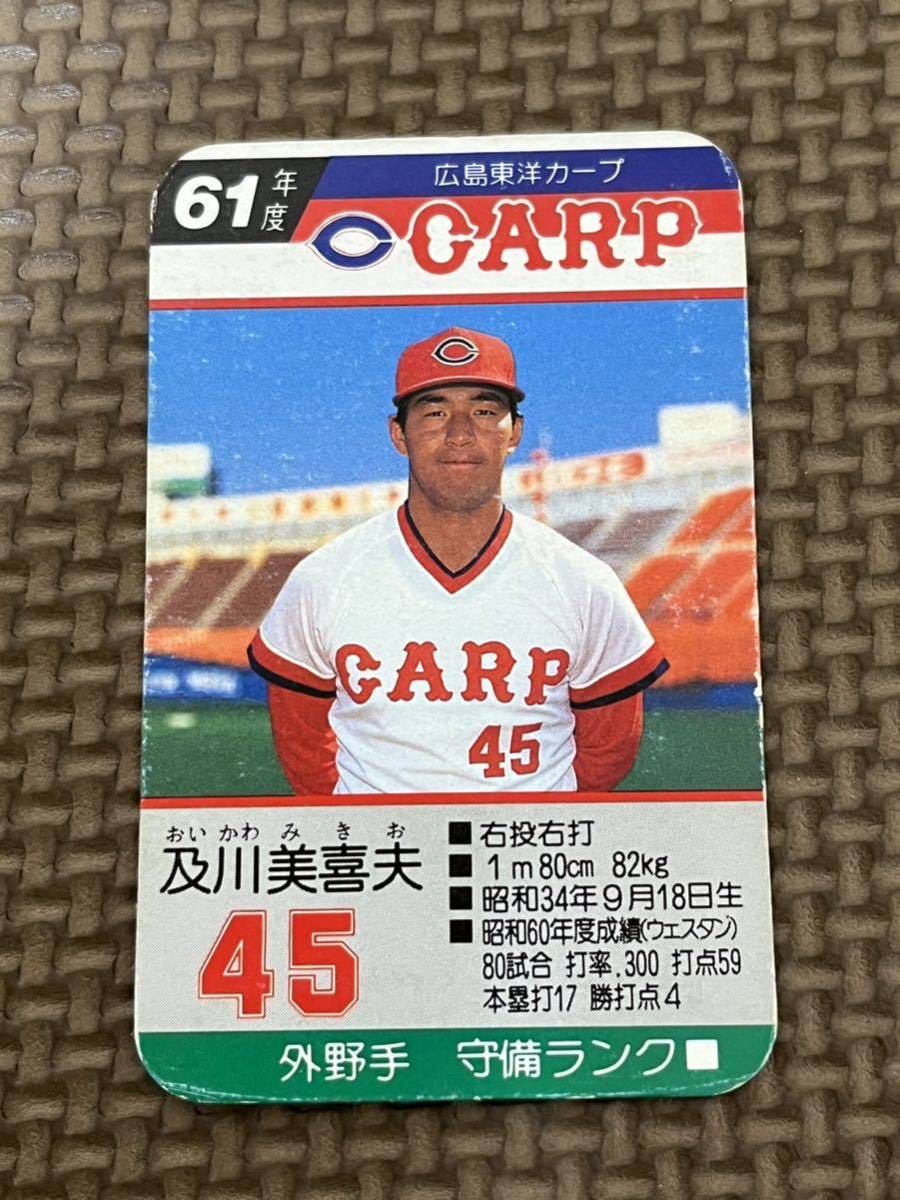 61年度
広島東洋カープ
C CARP
C
CARP
45
おいかわみきお
及川美喜夫
45
■右投右打
■1m80cm 82kg
■昭和34年9月18日生
■昭和60年度成績(ウェスタン)
80試合 打率.300 打点59
本塁打17 勝打点4
外野手 守備ランク■